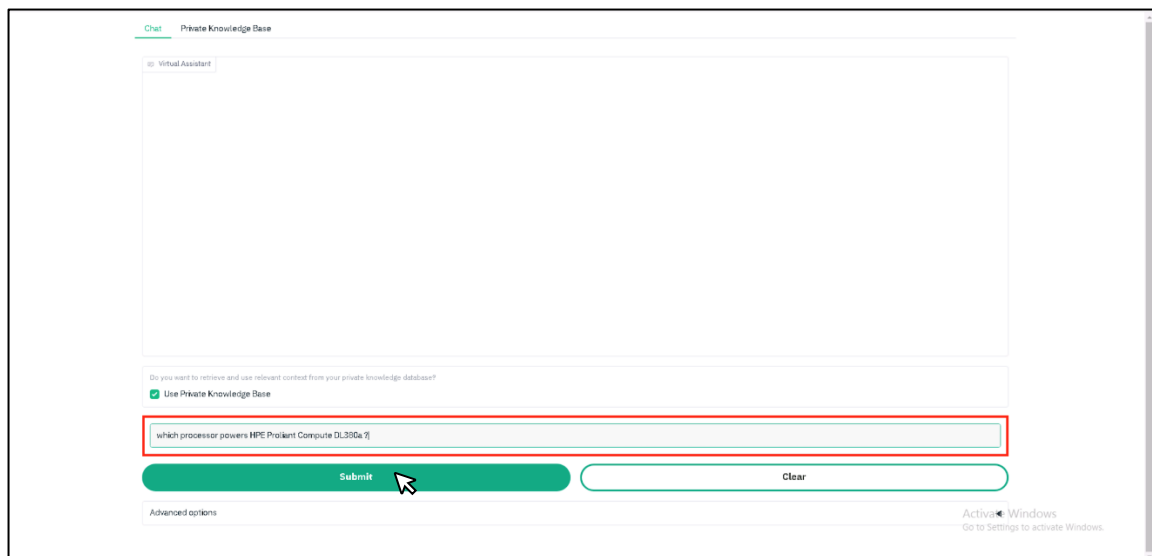 Chat Private Knowledge Base
Virtual Assistant
Do you want to retrieve and use relevant context from your private knowledge database?
Use Private Knowledge Base
which processor powers HPE Proliant Compute DL380a ?
Submit Clear
Advanced options
Activate Windows
Go to Settings to activate Windows.